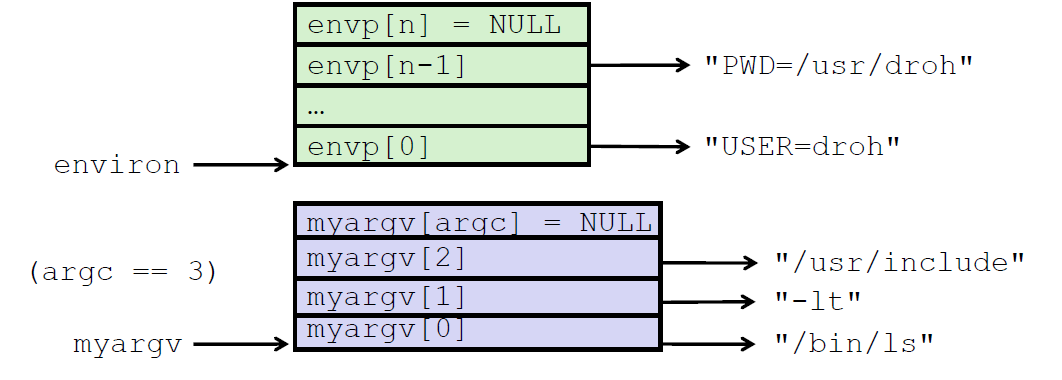 envp[n] = NULL
envp[n-1] "PWD=/usr/droh"
…
envp[0] "USER=droh"
environ
myargv[argc] = NULL
myargv[2] "/usr/include"
(argc == 3)
myargv[1] "-lt"
myargv[0] "/bin/ls"
myargv